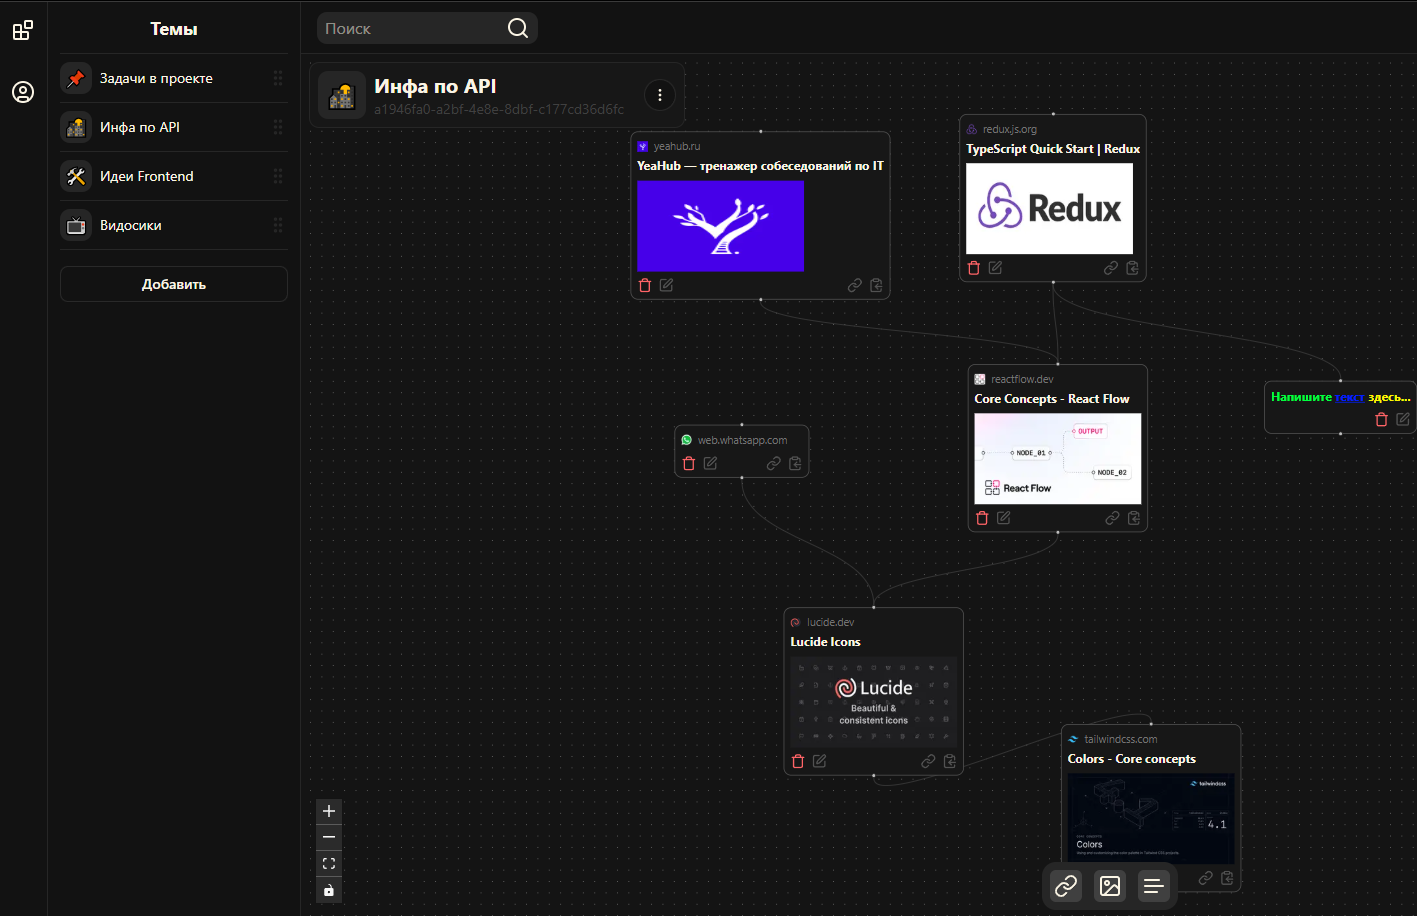 Темы
Задачи в проекте
Инфа по API
Идеи Frontend
Видосики
Добавить
Поиск
Инфа по API
a1946fa0-a2bf-4e8e-8dbf-c177cd36d6fc
yeahub.ru
YeaHub — тренажер собеседований по IT
redux.js.org
TypeScript Quick Start | Redux
Redux
reactflow.dev
Core Concepts - React Flow
OUTPUT
NODE_01
NODE_02
React Flow
Напишите текст здесь...
web.whatsapp.com
lucide.dev
Lucide Icons
Lucide
Beautiful &
consistent icons
tailwindcss.com
Colors - Core concepts
tailwindcss
4.1
Colors